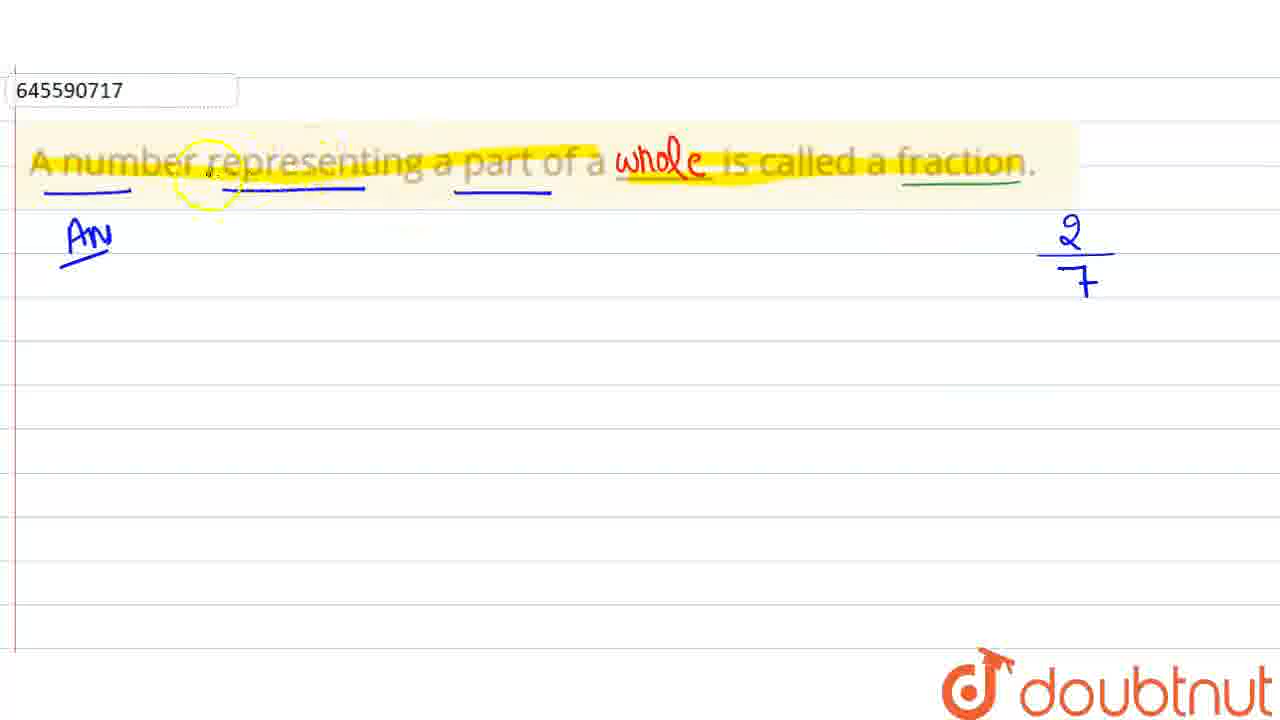 645590717
A number representing a part of a whole is called a fraction.
An
2
7
doubtnut